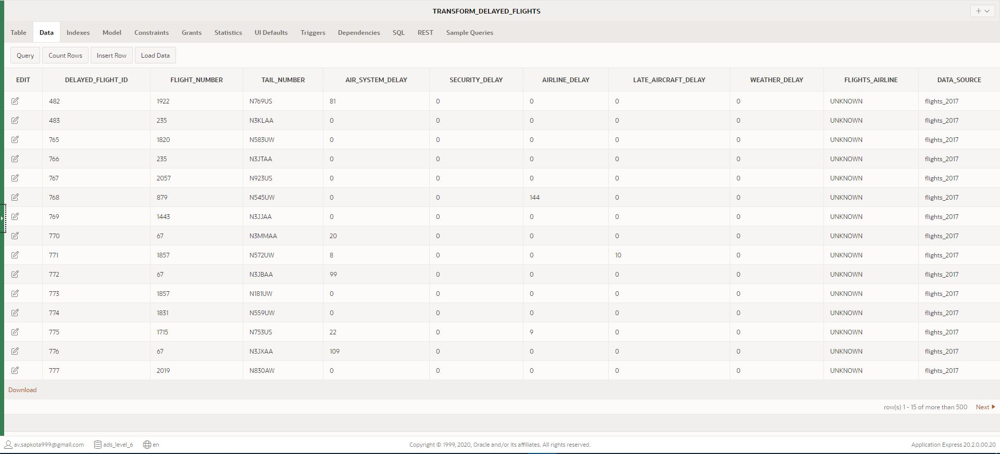 TRANSFORM_DELAYED_FLIGHTS
Table Data Indexes Model Constraints Grants Statistics UI Defaults Triggers Dependencies SQL REST Sample Queries
Query Count Rows Insert Row Load Data
EDIT DELAYED_FLIGHT_ID FLIGHT_NUMBER TAIL_NUMBER AIR_SYSTEM_DELAY SECURITY_DELAY AIRLINE_DELAY LATE_AIRCRAFT_DELAY WEATHER_DELAY FLIGHTS_AIRLINE DATA_SOURCE
482 1922 N769US 81 0 0 0 0 UNKNOWN flights_2017
483 235 N3KLAA 0 0 0 0 0 UNKNOWN flights_2017
765 1820 N583UW 0 0 0 0 0 UNKNOWN flights_2017
766 235 N3JTAA 0 0 0 0 0 UNKNOWN flights_2017
767 2057 N923US 0 0 0 0 0 UNKNOWN flights_2017
768 879 N545UW 0 0 144 0 0 UNKNOWN flights_2017
769 1443 N3JJAA 0 0 0 0 0 UNKNOWN flights_2017
770 67 N3MMAA 20 0 0 0 0 UNKNOWN flights_2017
771 1857 N572UW 8 0 0 10 0 UNKNOWN flights_2017
772 67 N3JBAA 99 0 0 0 0 UNKNOWN flights_2017
773 1857 N181UW 0 0 0 0 0 UNKNOWN flights_2017
774 1831 N559UW 0 0 0 0 0 UNKNOWN flights_2017
775 1715 N753US 22 0 9 0 0 UNKNOWN flights_2017
776 67 N3JXAA 109 0 0 0 0 UNKNOWN flights_2017
777 2019 N830AW 0 0 0 0 0 UNKNOWN flights_2017
Download
row(s) 1 - 15 of more than 500 Next
av.sapkota999@gmail.com ads_level_6 en Copyright © 1999, 2020, Oracle and/or its affiliates. All rights reserved. Application Express 20.2.0.00.20